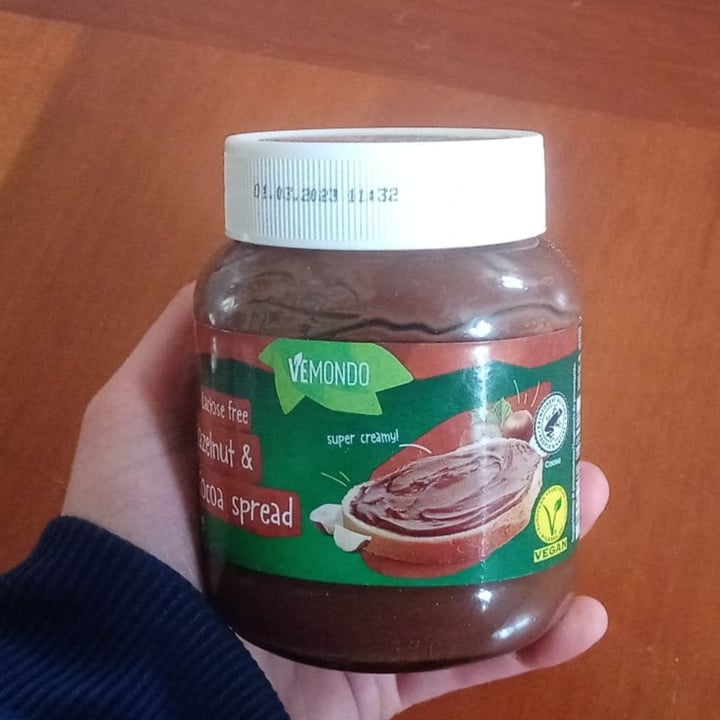 01.03.2023 11:32
VEMONDO
lactose free
hazelnut &
cocoa spread
super creamy!
Cocoa
VEGAN